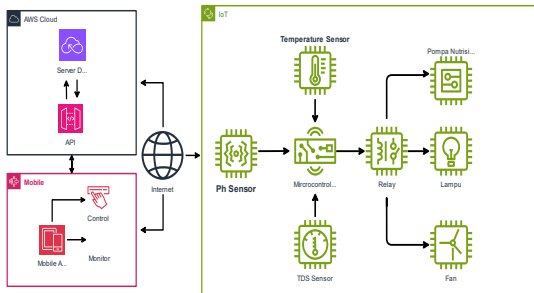 AWS Cloud
Server D...
API
Mobile
Control
Mobile A...
Monitor
Internet
IoT
Temperature Sensor
Pompa Nutrisi...
Ph Sensor
Mircrocontrol...
Relay
Lampu
TDS Sensor
Fan